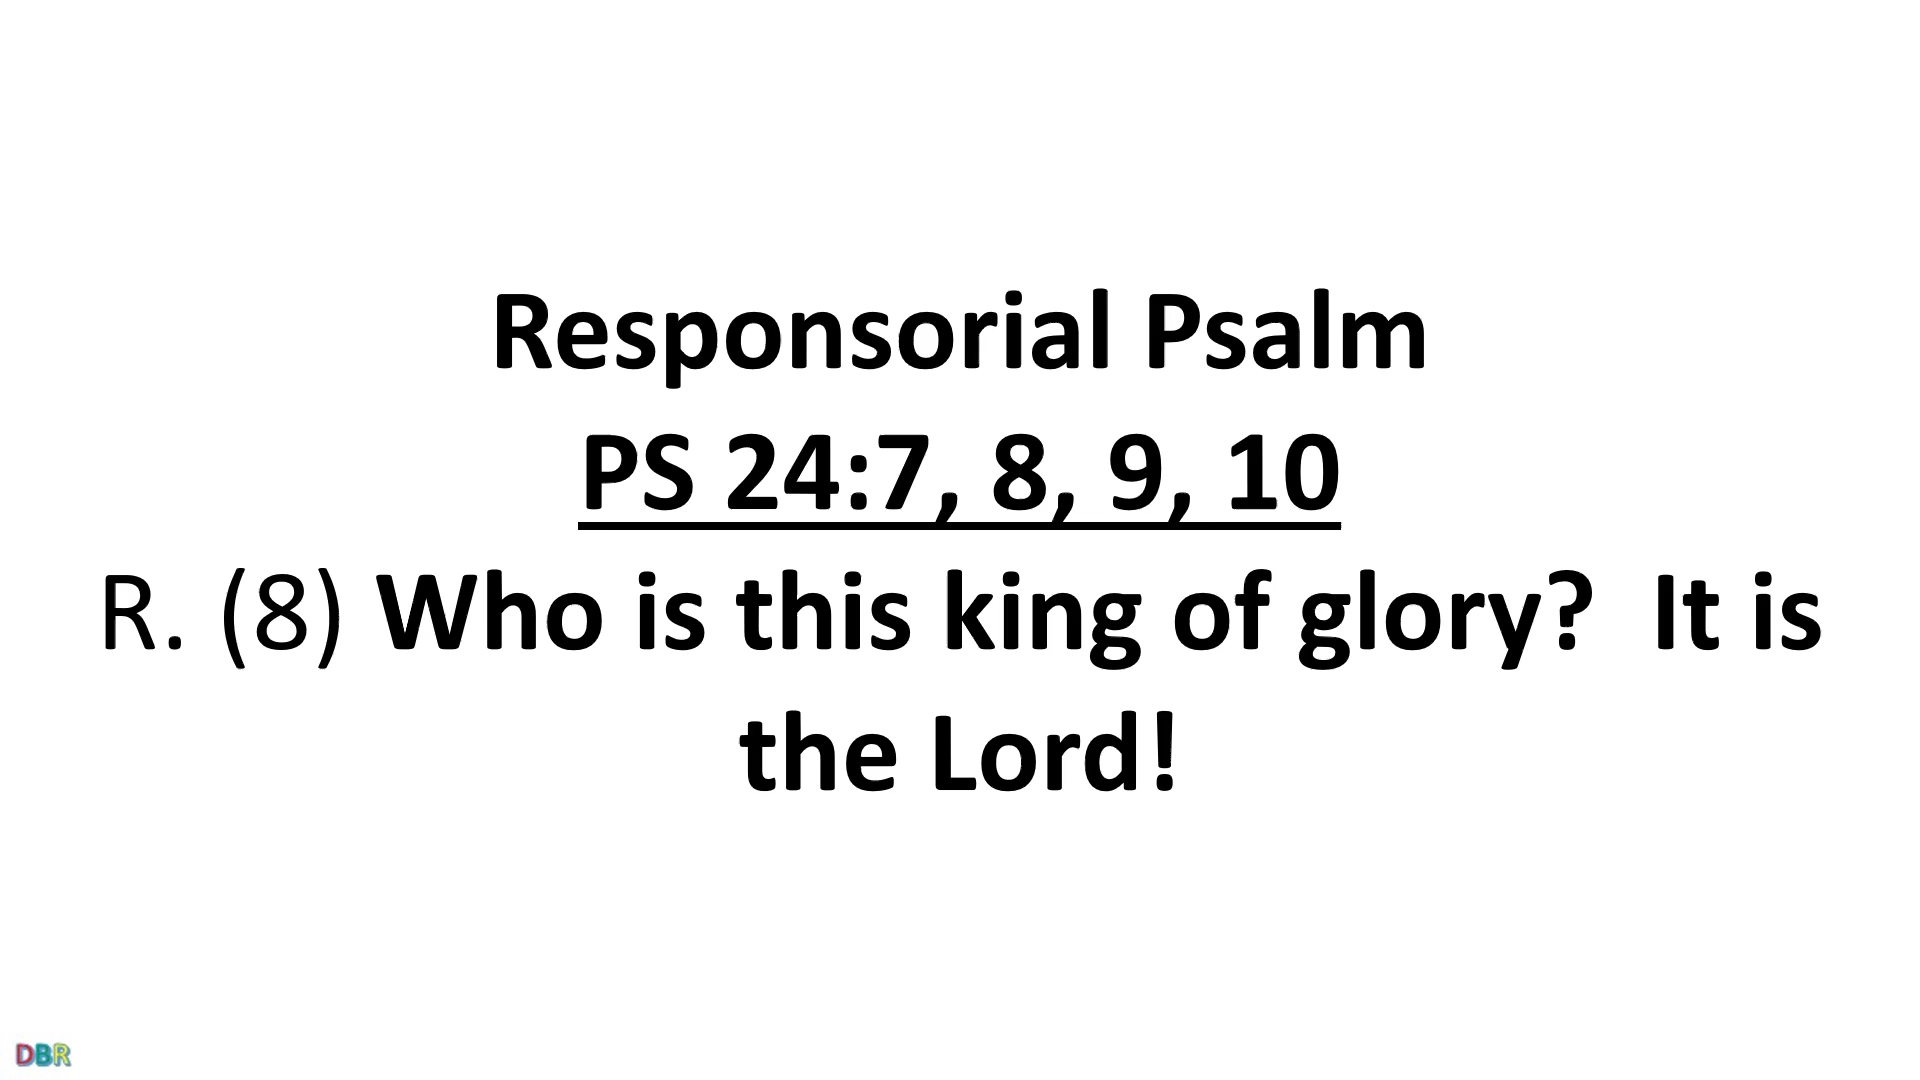 Responsorial Psalm
PS 24:7, 8, 9, 10
R. (8) Who is this king of glory?  It is
the Lord!
DBR